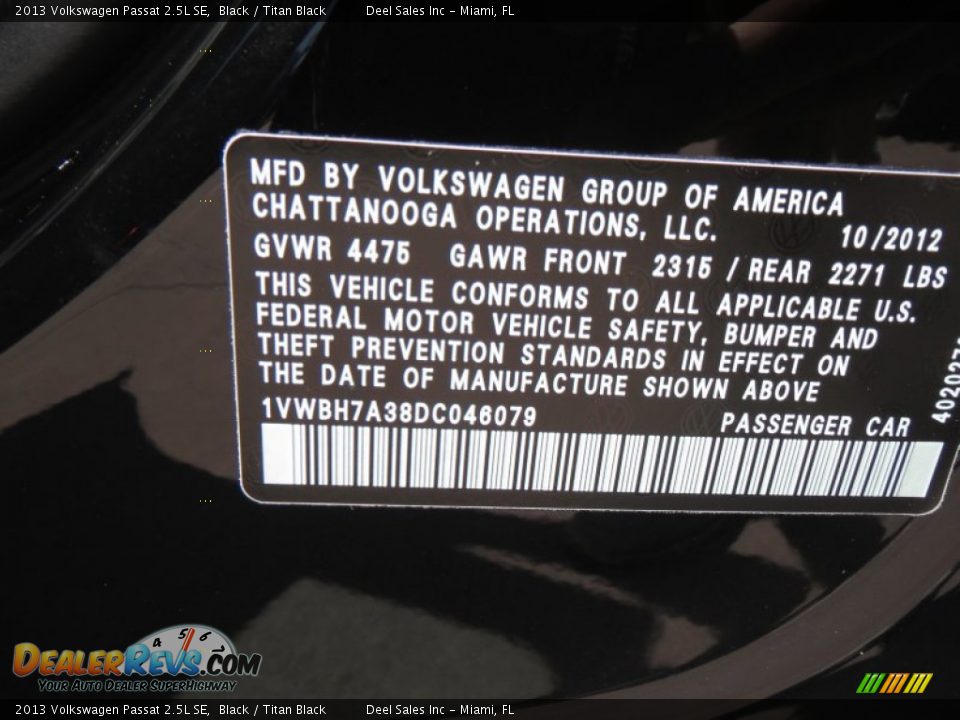 2013 Volkswagen Passat 2.5L SE, Black / Titan Black Deel Sales Inc - Miami, FL
MFD BY VOLKSWAGEN GROUP OF AMERICA
CHATTANOOGA OPERATIONS, LLC. 10/2012
GVWR 4475 GAWR FRONT 2315 / REAR 2271 LBS
THIS VEHICLE CONFORMS TO ALL APPLICABLE U.S.
FEDERAL MOTOR VEHICLE SAFETY, BUMPER AND
THEFT PREVENTION STANDARDS IN EFFECT ON
THE DATE OF MANUFACTURE SHOWN ABOVE
1VWBH7A38DC046079 PASSENGER CAR
4 5 6
DEALERREVS.COM
YOUR AUTO DEALER SUPERHIGHWAY
2013 Volkswagen Passat 2.5L SE, Black / Titan Black Deel Sales Inc - Miami, FL